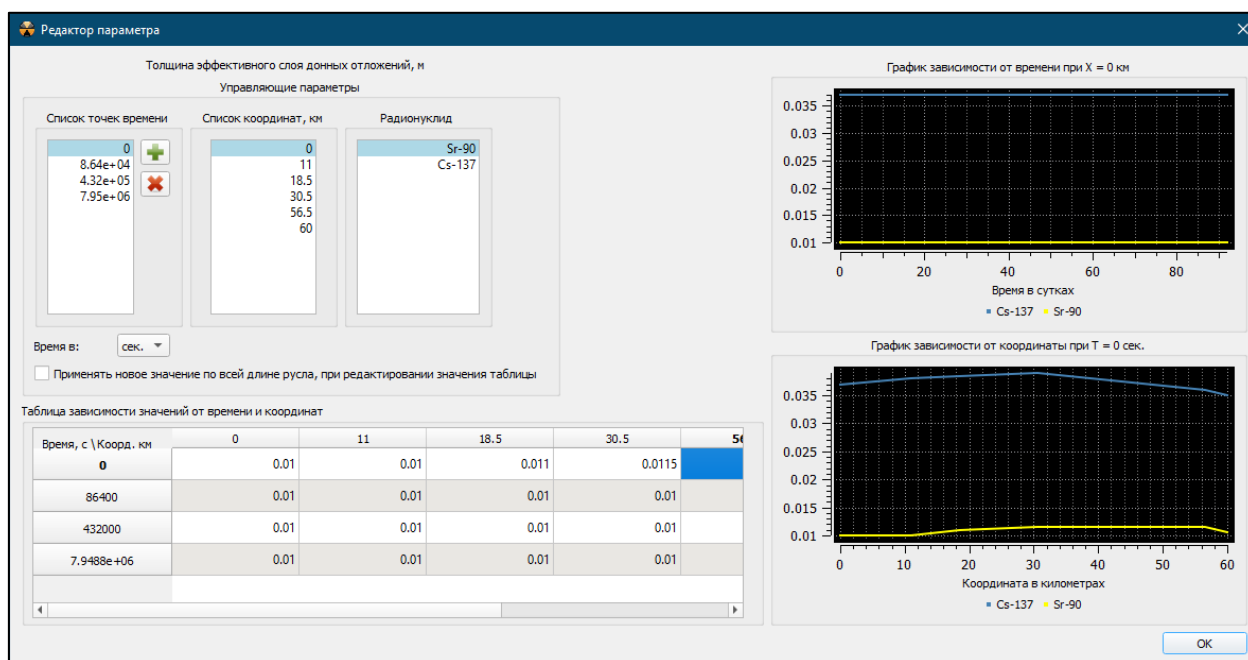 Редактор параметра
Толщина эффективного слоя донных отложений, м
Управляющие параметры
Список точек времени
0
8.64e+04
4.32e+05
7.95e+06
Список координат, км
0
11
18.5
30.5
56.5
60
Радионуклид
Sr-90
Cs-137
Время в: сек.
Применять новое значение по всей длине русла, при редактировании значения таблицы
Таблица зависимости значений от времени и координат
Время, с \ Коорд. км 0 11 18.5 30.5
0 0.01 0.01 0.011 0.0115
86400 0.01 0.01 0.01 0.01
432000 0.01 0.01 0.01 0.01
7.9488e+06 0.01 0.01 0.01 0.01
График зависимости от времени при X = 0 км
0.035
0.03
0.025
0.02
0.015
0.01
0 20 40 60 80
Время в сутках
Cs-137 Sr-90
График зависимости от координаты при T = 0 сек.
0.035
0.03
0.025
0.02
0.015
0.01
0 10 20 30 40 50 60
Координата в километрах
Cs-137 Sr-90
OK